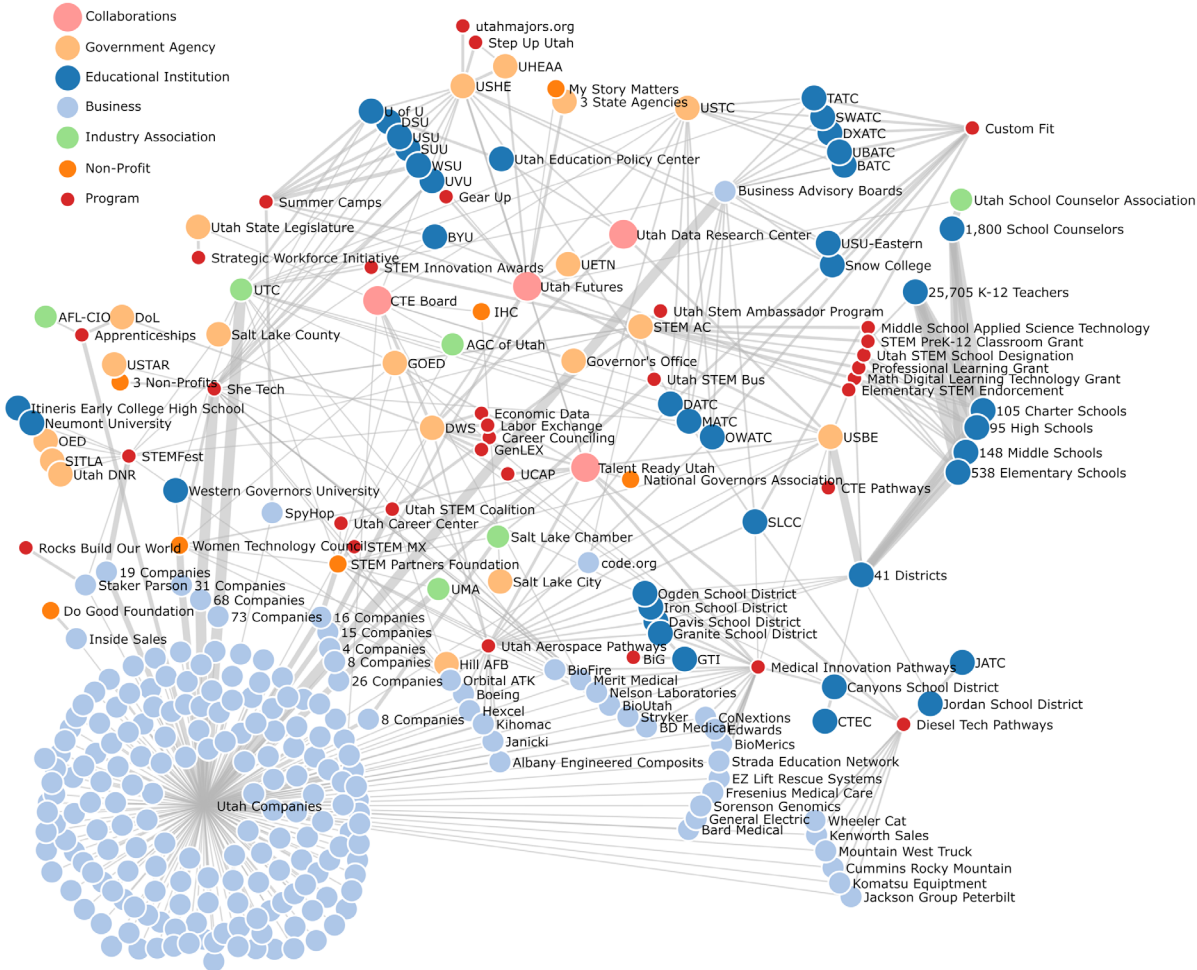 Collaborations
Government Agency
Educational Institution
Business
Industry Association
Non-Profit
Program
utahmajors.org
Step Up Utah
UHEAA
USHE
My Story Matters
3 State Agencies
USTC
TATC
SWATC
DXATC
UBATC
BATC
Custom Fit
U of U
DSU
USU
SUU
WSU
UVU
Utah Education Policy Center
Gear Up
Business Advisory Boards
Summer Camps
Utah School Counselor Association
1,800 School Counselors
Utah State Legislature
Strategic Workforce Initiative
BYU
Utah Data Research Center
USU-Eastern
Snow College
STEM Innovation Awards
UETN
UTC
Utah Futures
CTE Board
25,705 K-12 Teachers
IHC
Utah Stem Ambassador Program
AFL-CIO
DoL
Apprenticeships
Salt Lake County
STEM AC
Middle School Applied Science Technology
STEM PreK-12 Classroom Grant
Utah STEM School Designation
Professional Learning Grant
Math Digital Learning Technology Grant
Elementary STEM Endorsement
AGC of Utah
USTAR
3 Non-Profits
She Tech
GOED
Governor's Office
Utah STEM Bus
Itineris Early College High School
Neumont University
OED
SITLA
Utah DNR
STEMFest
DATC
MATC
OWATC
105 Charter Schools
95 High Schools
148 Middle Schools
538 Elementary Schools
DWS
Economic Data
Labor Exchange
Career Counciling
GenLEX
USBE
UCAP
Talent Ready Utah
National Governors Association
CTE Pathways
Western Governors University
SpyHop
Utah STEM Coalition
Utah Career Center
SLCC
Rocks Build Our World
Women Technology Council
STEM MX
Salt Lake Chamber
STEM Partners Foundation
code.org
19 Companies
Staker Parson
31 Companies
68 Companies
73 Companies
UMA
Salt Lake City
41 Districts
Do Good Foundation
Inside Sales
16 Companies
15 Companies
4 Companies
8 Companies
26 Companies
8 Companies
Ogden School District
Iron School District
Davis School District
Granite School District
Utah Aerospace Pathways
BiG
GTI
Medical Innovation Pathways
JATC
Hill AFB
Orbital ATK
Boeing
Hexcel
Kihomac
Janicki
Albany Engineered Composits
BioFire
Merit Medical
Nelson Laboratories
BioUtah
Stryker
BD Medical
Canyons School District
Jordan School District
CTEC
Diesel Tech Pathways
CoNextions
Edwards
BioMerics
Strada Education Network
EZ Lift Rescue Systems
Fresenius Medical Care
Sorenson Genomics
General Electric
Bard Medical
Utah Companies
Wheeler Cat
Kenworth Sales
Mountain West Truck
Cummins Rocky Mountain
Komatsu Equiptment
Jackson Group Peterbilt